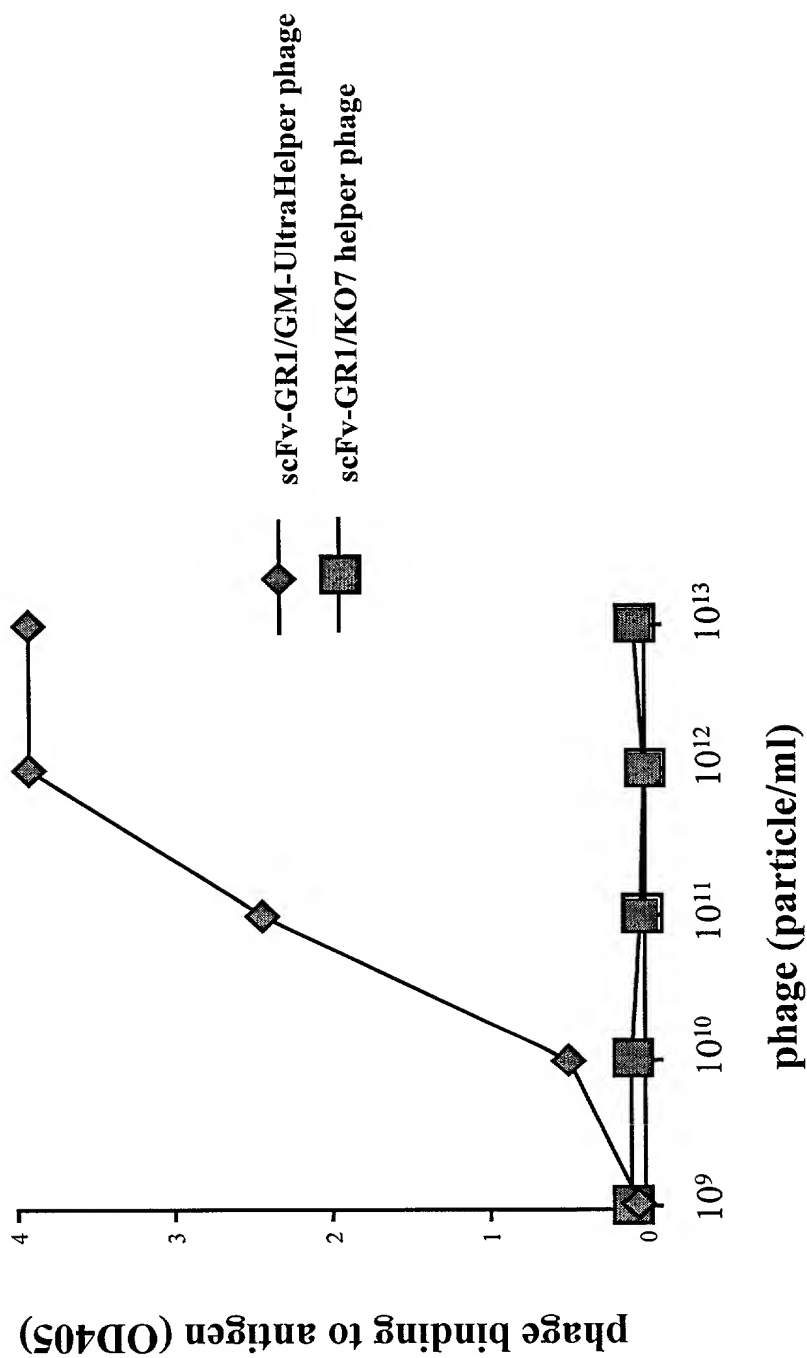 phage binding to antigen (OD405)
4
3
2
1
0
10⁹
10¹⁰
10¹¹
10¹²
10¹³
phage (particle/ml)
scFv-GR1/GM-UltraHelper phage
scFv-GR1/KO7 helper phage